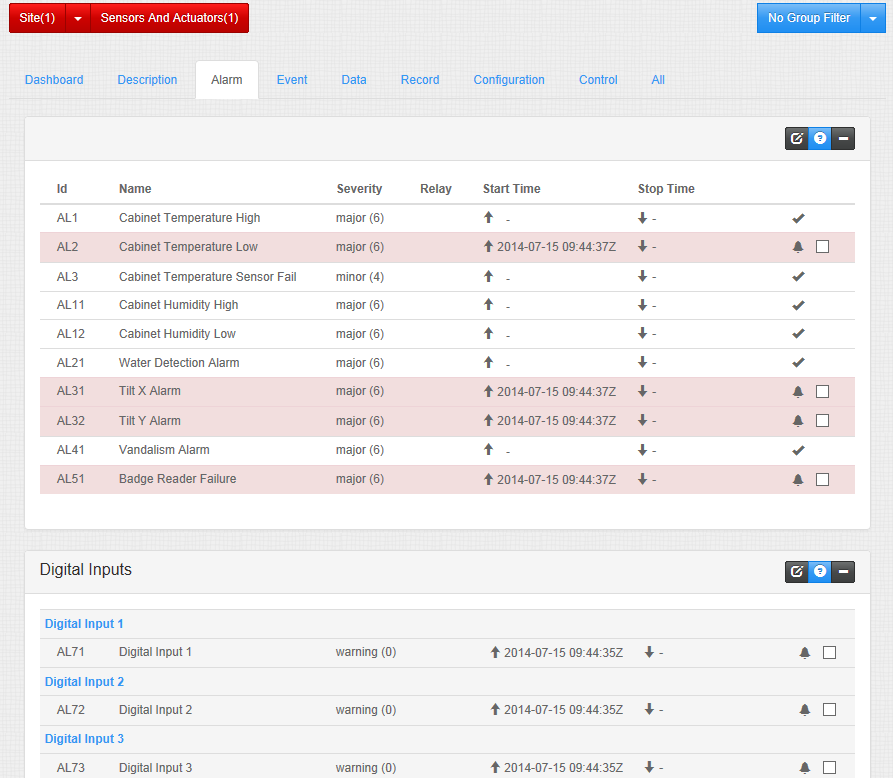 Site(1) Sensors And Actuators(1) No Group Filter
Dashboard Description Alarm Event Data Record Configuration Control All
Id Name Severity Relay Start Time Stop Time
AL1 Cabinet Temperature High major (6) - -
AL2 Cabinet Temperature Low major (6) 2014-07-15 09:44:37Z -
AL3 Cabinet Temperature Sensor Fail minor (4) - -
AL11 Cabinet Humidity High major (6) - -
AL12 Cabinet Humidity Low major (6) - -
AL21 Water Detection Alarm major (6) - -
AL31 Tilt X Alarm major (6) 2014-07-15 09:44:37Z -
AL32 Tilt Y Alarm major (6) 2014-07-15 09:44:37Z -
AL41 Vandalism Alarm major (6) - -
AL51 Badge Reader Failure major (6) 2014-07-15 09:44:37Z -
Digital Inputs
Digital Input 1
AL71 Digital Input 1 warning (0) 2014-07-15 09:44:35Z -
Digital Input 2
AL72 Digital Input 2 warning (0) 2014-07-15 09:44:35Z -
Digital Input 3
AL73 Digital Input 3 warning (0) 2014-07-15 09:44:35Z -